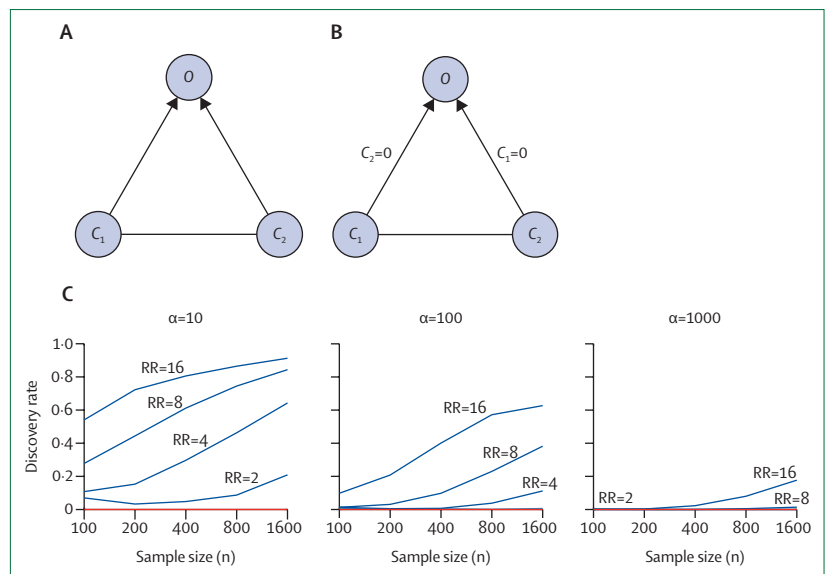 A
B
O
O
C2=0
C1=0
C1
C2
C1
C2
C
α=10
α=100
α=1000
1·0
0·8
0·6
0·4
0·2
0
Discovery rate
RR=16
RR=8
RR=4
RR=2
RR=16
RR=8
RR=4
RR=16
RR=2
RR=8
100 200 400 800 1600
100 200 400 800 1600
100 200 400 800 1600
Sample size (n)
Sample size (n)
Sample size (n)